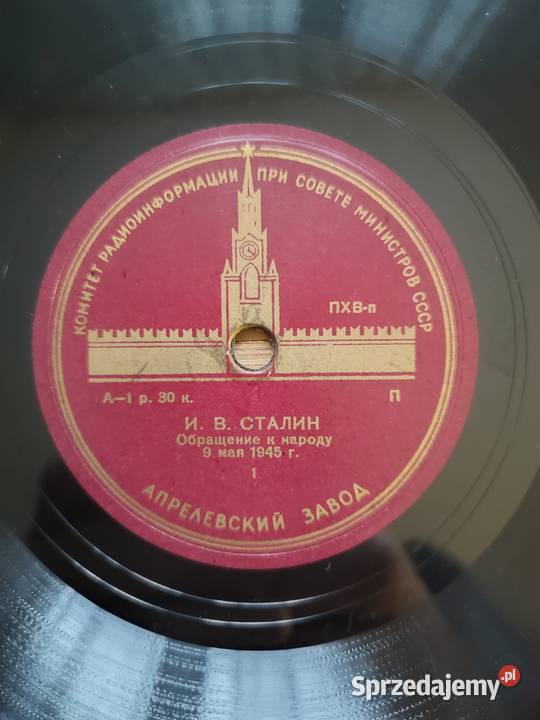 КОМИТЕТ РАДИОИНФОРМАЦИИ ПРИ СОВЕТЕ МИНИСТРОВ СССР
ПХВ-п
А—1 р. 30 к.
П
И. В. СТАЛИН
Обращение к народу
9 мая 1945 г.
1
АПРЕЛЕВСКИЙ ЗАВОД
Sprzedajemy.pl